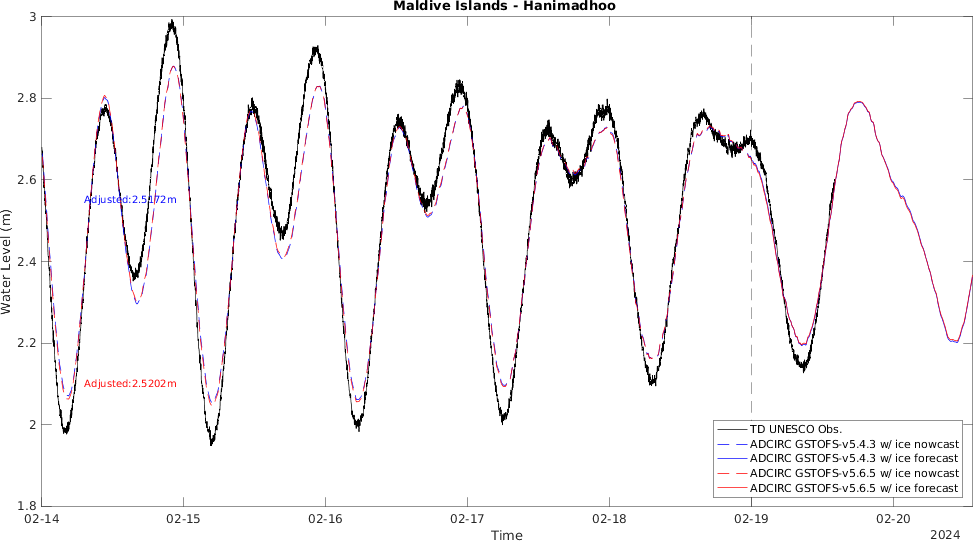 Maldive Islands - Hanimadhoo
3
2.8
2.6
2.4
2.2
2
1.8
Water Level (m)
Adjusted:2.5172m
Adjusted:2.5202m
TD UNESCO Obs.
ADCIRC GSTOFS-v5.4.3 w/ ice nowcast
ADCIRC GSTOFS-v5.4.3 w/ ice forecast
ADCIRC GSTOFS-v5.6.5 w/ ice nowcast
ADCIRC GSTOFS-v5.6.5 w/ ice forecast
02-14 02-15 02-16 02-17 02-18 02-19 02-20
Time
2024